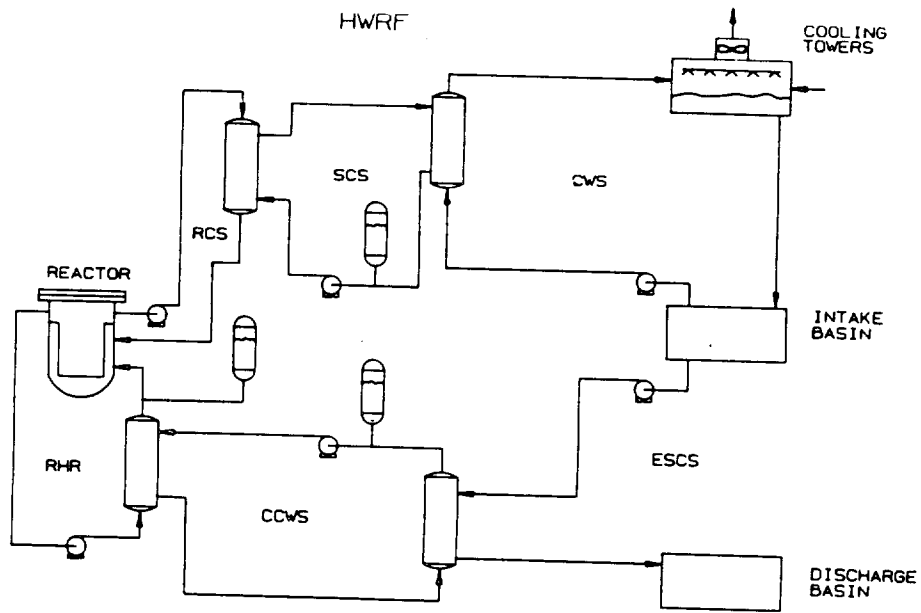 HWRF
COOLING
TOWERS
SCS
CWS
RCS
REACTOR
INTAKE
BASIN
RHR
CCWS
ESCS
DISCHARGE
BASIN